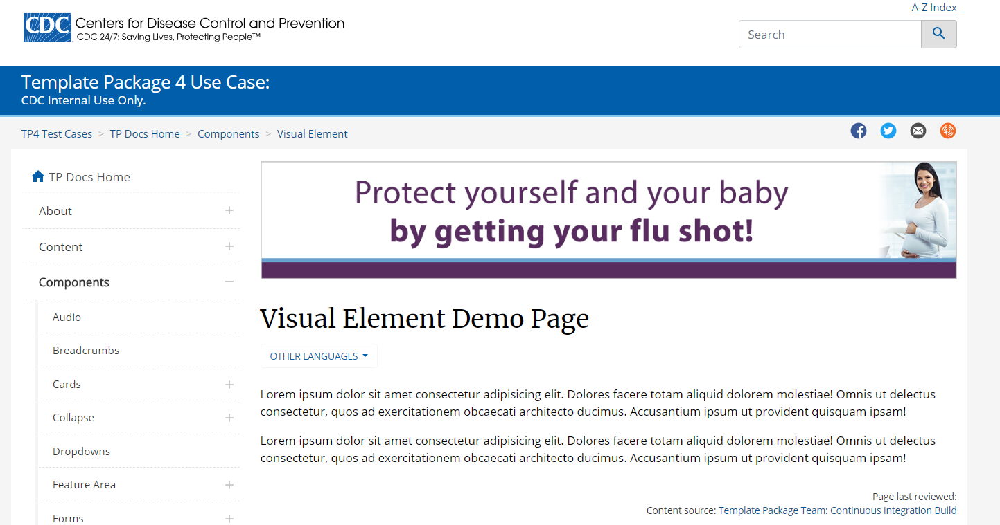 A-Z Index
CDC Centers for Disease Control and Prevention
CDC 24/7: Saving Lives, Protecting People™
Search
Template Package 4 Use Case:
CDC Internal Use Only.
TP4 Test Cases > TP Docs Home > Components > Visual Element
TP Docs Home
About
Content
Components
Audio
Breadcrumbs
Cards
Collapse
Dropdowns
Feature Area
Forms
Protect yourself and your baby
by getting your flu shot!
Visual Element Demo Page
OTHER LANGUAGES
Lorem ipsum dolor sit amet consectetur adipisicing elit. Dolores facere totam aliquid dolorem molestiae! Omnis ut delectus
consectetur, quos ad exercitationem obcaecati architecto ducimus. Accusantium ipsum ut provident quisquam ipsam!
Lorem ipsum dolor sit amet consectetur adipisicing elit. Dolores facere totam aliquid dolorem molestiae! Omnis ut delectus
consectetur, quos ad exercitationem obcaecati architecto ducimus. Accusantium ipsum ut provident quisquam ipsam!
Page last reviewed:
Content source: Template Package Team: Continuous Integration Build